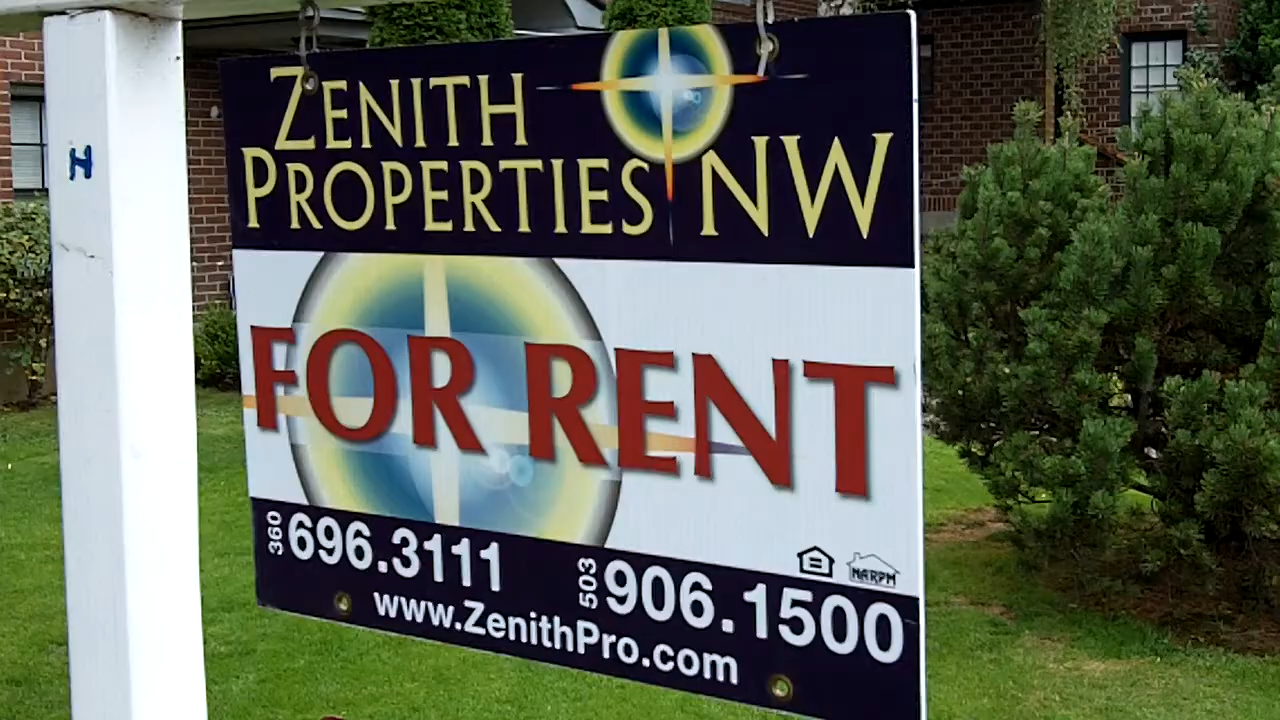 H
ZENITH
PROPERTIES NW
FOR RENT
360 696.3111
503 906.1500
NARPM
www.ZenithPro.com